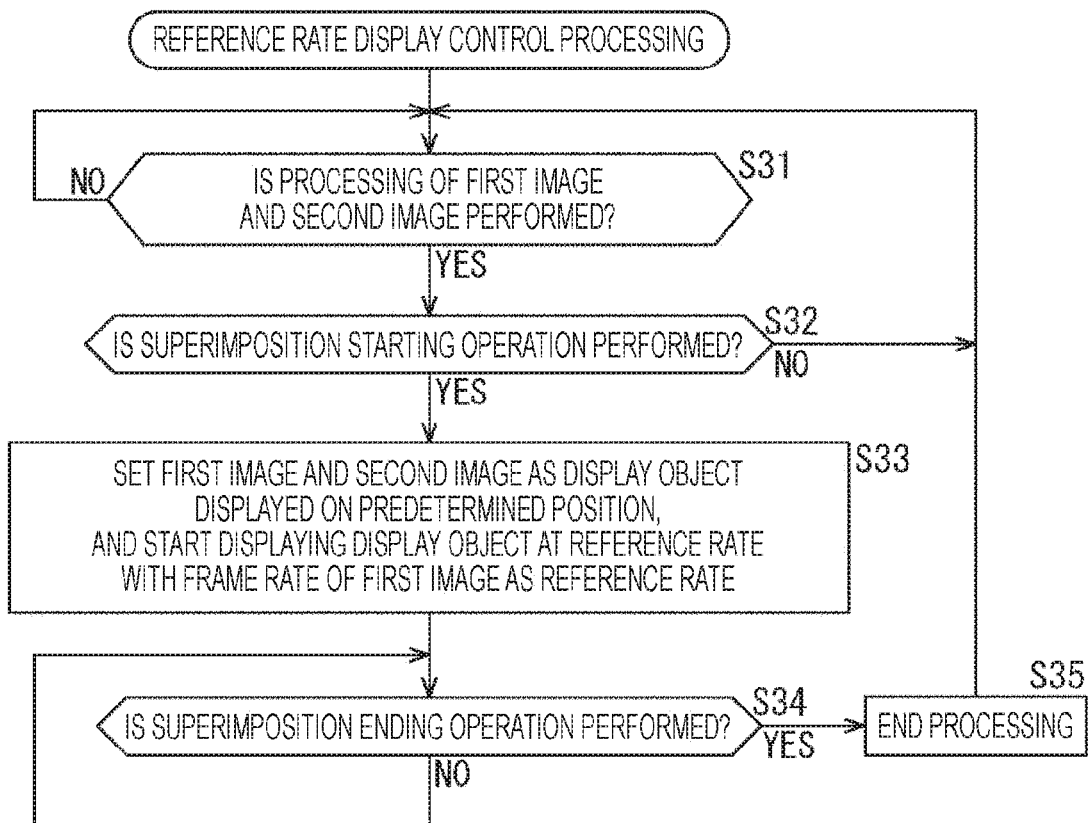 REFERENCE RATE DISPLAY CONTROL PROCESSING
S31
NO
IS PROCESSING OF FIRST IMAGE
AND SECOND IMAGE PERFORMED?
YES
S32
IS SUPERIMPOSITION STARTING OPERATION PERFORMED?
NO
YES
S33
SET FIRST IMAGE AND SECOND IMAGE AS DISPLAY OBJECT
DISPLAYED ON PREDETERMINED POSITION,
AND START DISPLAYING DISPLAY OBJECT AT REFERENCE RATE
WITH FRAME RATE OF FIRST IMAGE AS REFERENCE RATE
S34
IS SUPERIMPOSITION ENDING OPERATION PERFORMED?
YES
S35
END PROCESSING
NO